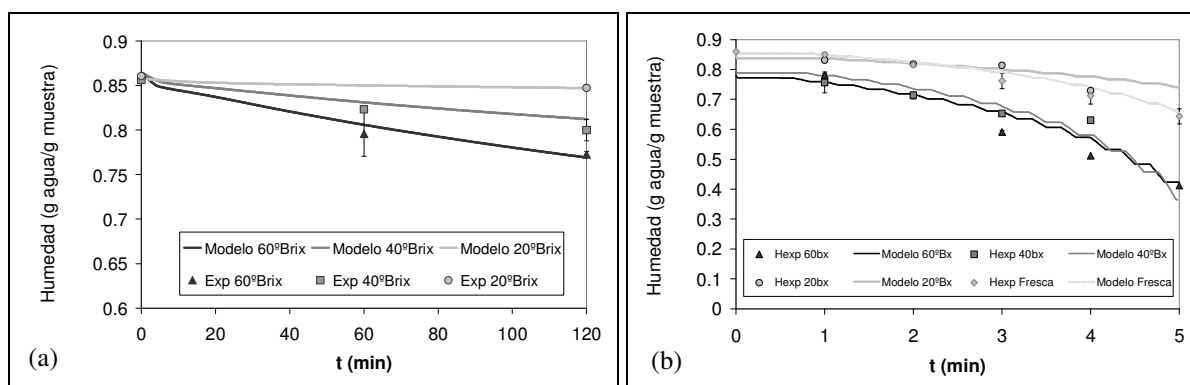 0.9
0.85
0.8
0.75
0.7
0.65
0.6
Humedad (g agua/g muestra)
Modelo 60ºBrix Modelo 40ºBrix Modelo 20ºBrix
Exp 60ºBrix Exp 40ºBrix Exp 20ºBrix
0 20 40 60 80 100 120
t (min)
(a)
0.9
0.8
0.7
0.6
0.5
0.4
0.3
0.2
0.1
0
Humedad (g agua/g muestra)
Hexp 60bx Modelo 60ºBx Hexp 40bx Modelo 40ºBx
Hexp 20bx Modelo 20ºBx Hexp Fresca Modelo Fresca
0 1 2 3 4 5
t (min)
(b)